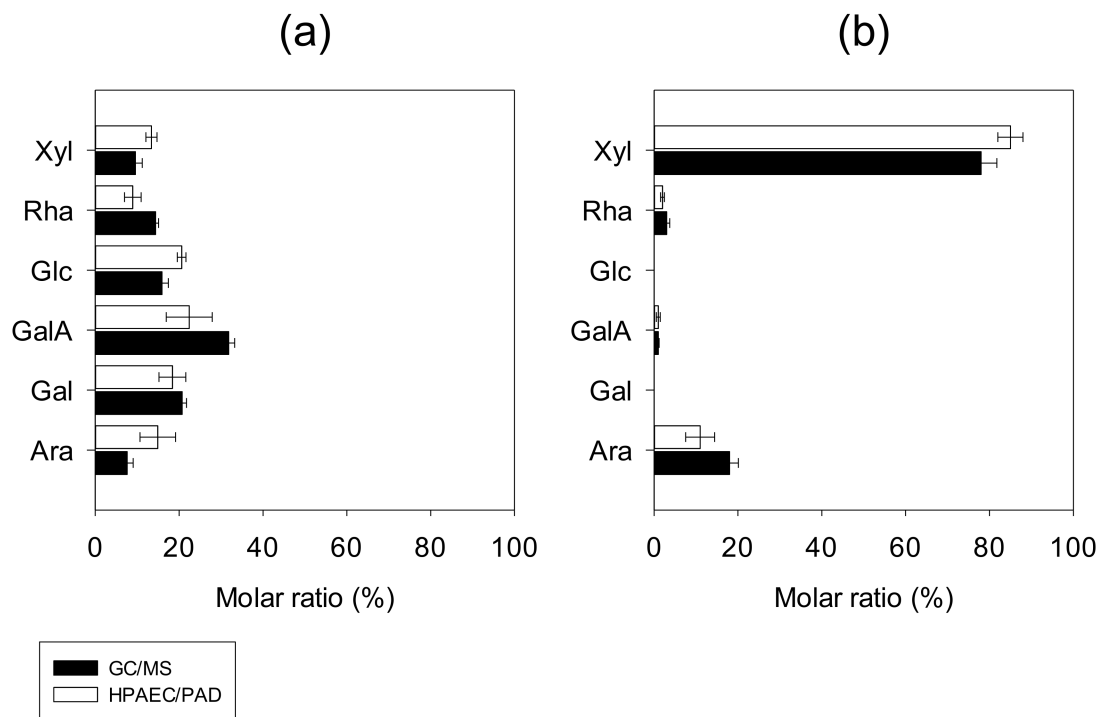 (a)
(b)
Xyl
Rha
Glc
GalA
Gal
Ara
0 20 40 60 80 100
Molar ratio (%)
Xyl
Rha
Glc
GalA
Gal
Ara
0 20 40 60 80 100
Molar ratio (%)
GC/MS
HPAEC/PAD